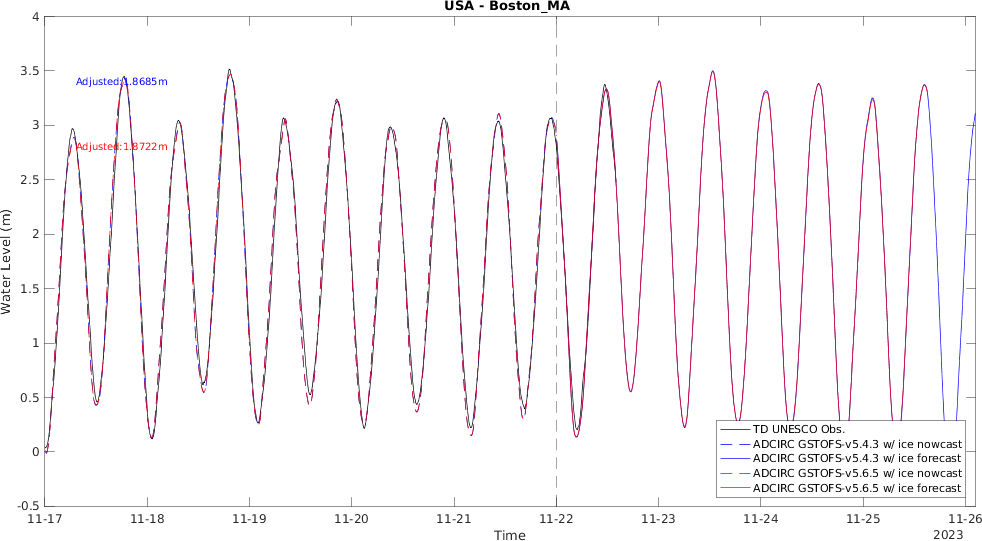 USA - Boston_MA
4
3.5
3
2.5
2
1.5
1
0.5
0
-0.5
Water Level (m)
Adjusted:1.8685m
Adjusted:1.8722m
TD UNESCO Obs.
ADCIRC GSTOFS-v5.4.3 w/ ice nowcast
ADCIRC GSTOFS-v5.4.3 w/ ice forecast
ADCIRC GSTOFS-v5.6.5 w/ ice nowcast
ADCIRC GSTOFS-v5.6.5 w/ ice forecast
11-17 11-18 11-19 11-20 11-21 11-22 11-23 11-24 11-25 11-26
Time
2023